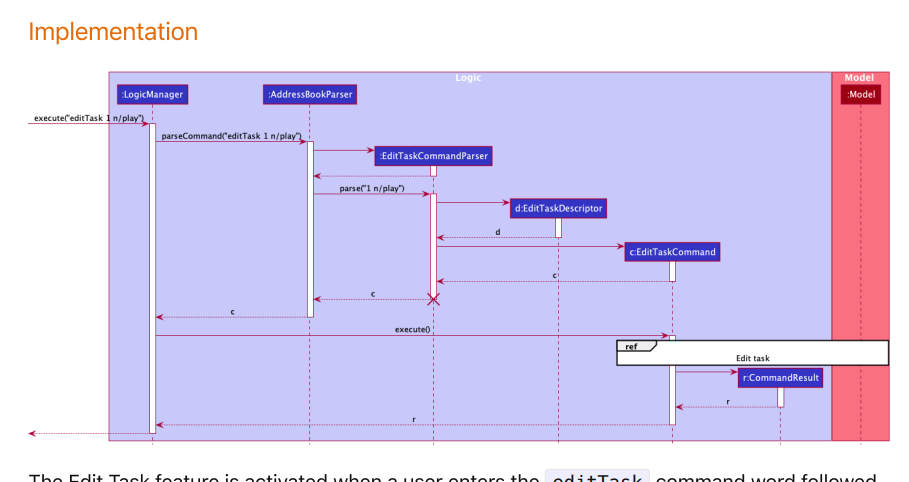 Implementation
Logic
Model
:LogicManager
:AddressBookParser
:Model
execute("editTask 1 n/play")
parseCommand("editTask 1 n/play")
:EditTaskCommandParser
parse("1 n/play")
d:EditTaskDescriptor
d
c:EditTaskCommand
c
c
c
execute()
ref
Edit task
r:CommandResult
r
r
The Edit Task feature is activated when a user enters the editTask command word followed